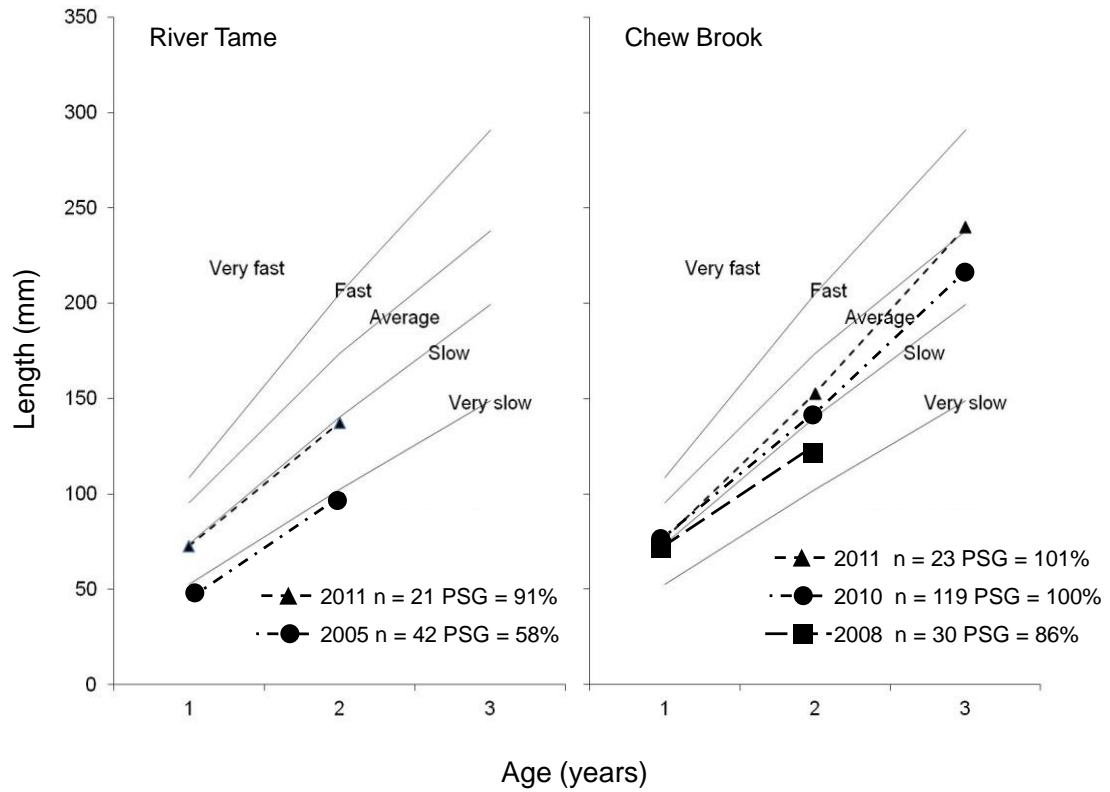 350
300
250
200
150
100
50
0
Length (mm)
River Tame
Very fast
Fast
Average
Slow
Very slow
2011 n = 21 PSG = 91%
2005 n = 42 PSG = 58%
1 2 3
Chew Brook
Very fast
Fast
Average
Slow
Very slow
2011 n = 23 PSG = 101%
2010 n = 119 PSG = 100%
2008 n = 30 PSG = 86%
1 2 3
Age (years)